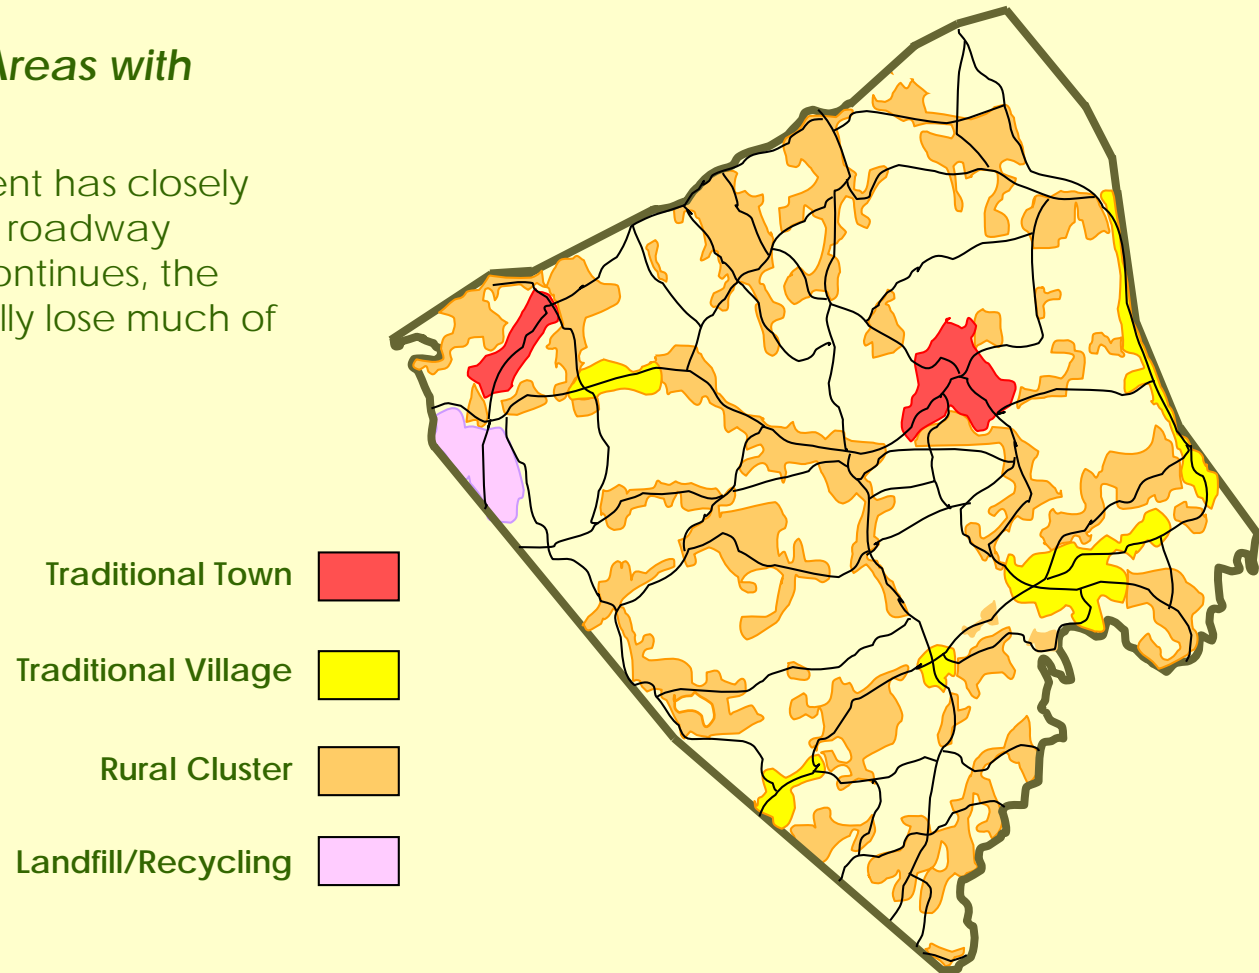 Areas with
ent has closely
roadway
ontinues, the
lly lose much of
Traditional Town
Traditional Village
Rural Cluster
Landfill/Recycling